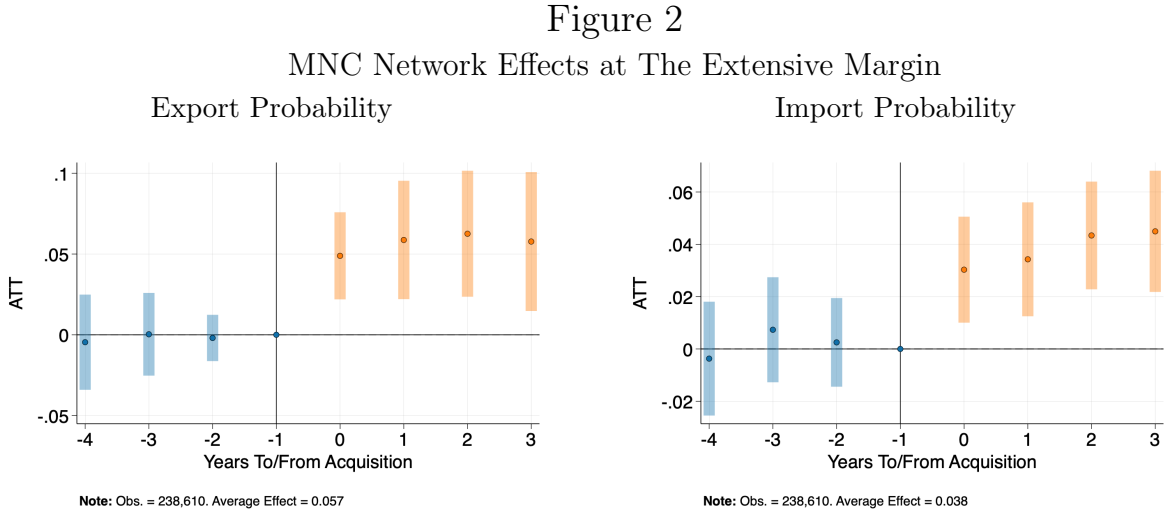 Figure 2
MNC Network Effects at The Extensive Margin
Export Probability
.1
.05
0
-.05
ATT
-4 -3 -2 -1 0 1 2 3
Years To/From Acquisition
Note: Obs. = 238,610. Average Effect = 0.057
Import Probability
.06
.04
.02
0
-.02
ATT
-4 -3 -2 -1 0 1 2 3
Years To/From Acquisition
Note: Obs. = 238,610. Average Effect = 0.038